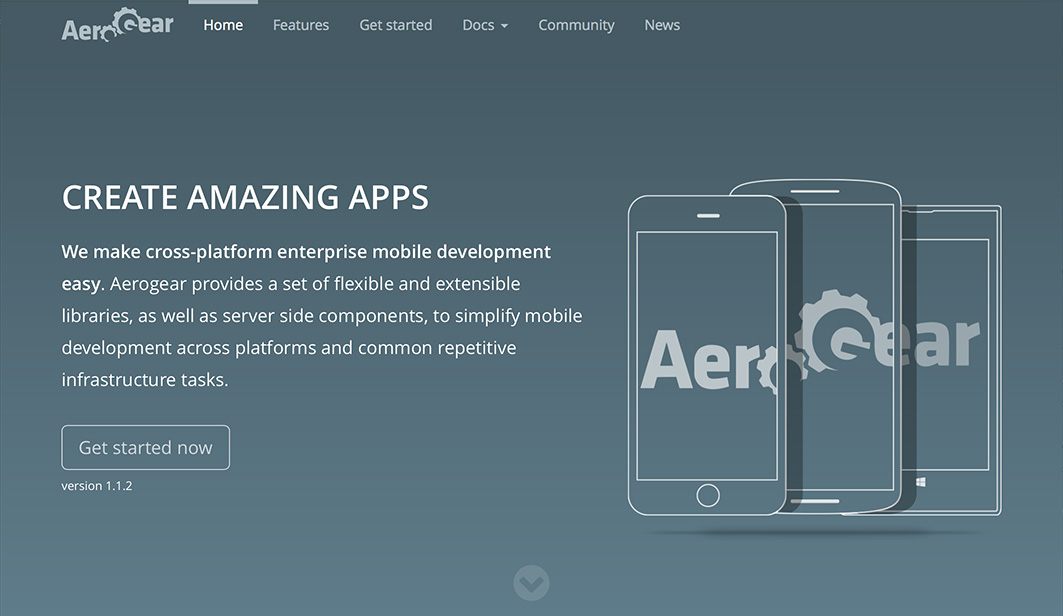 AeroGear Home Features Get started Docs Community News
CREATE AMAZING APPS
We make cross-platform enterprise mobile development
easy. Aerogear provides a set of flexible and extensible
libraries, as well as server side components, to simplify mobile
development across platforms and common repetitive
infrastructure tasks.
Get started now
version 1.1.2
AeroGear